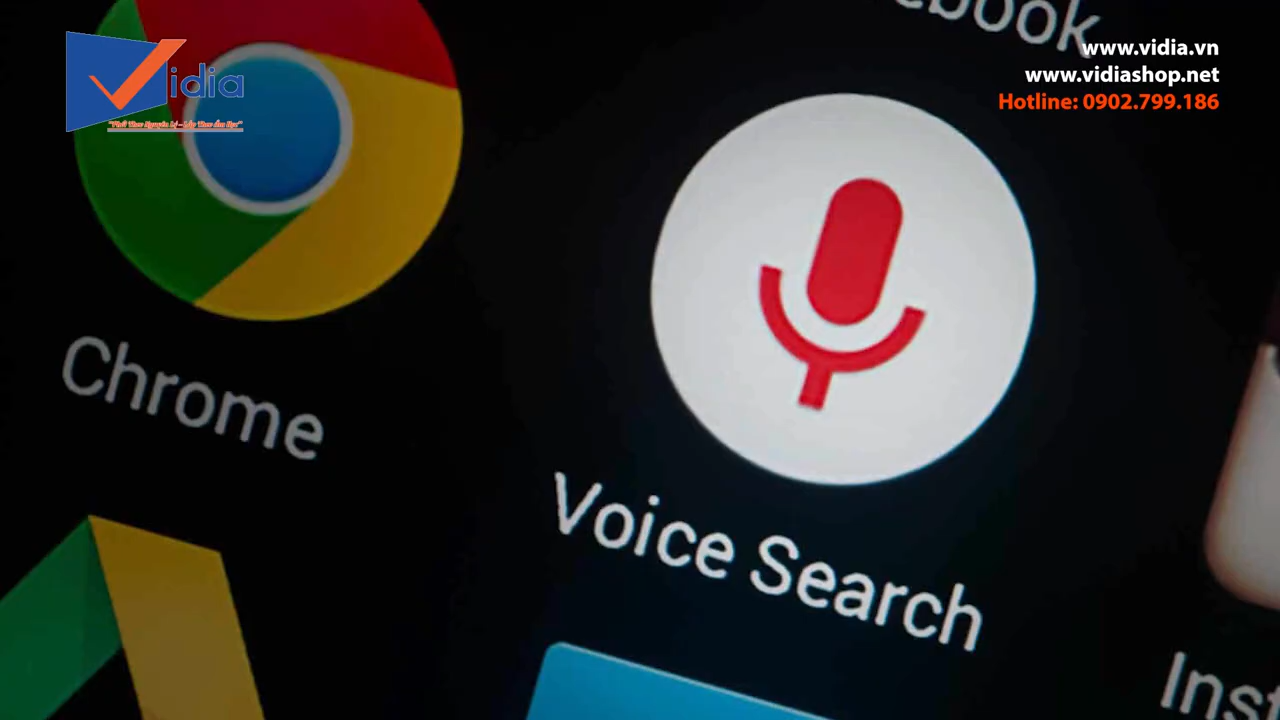 ebook
www.vidia.vn
www.vidiashop.net
Hotline: 0902.799.186
Vidia
Chrome
Voice Search
Inst